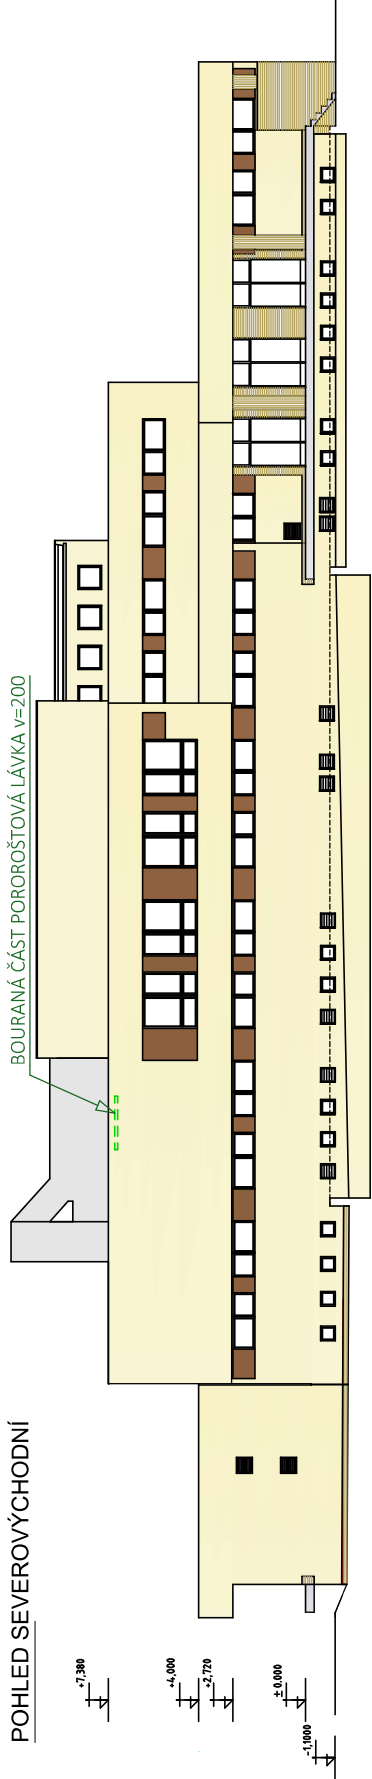 POHLED SEVEROVÝCHODNÍ
BOURANÁ ČÁST POROROŠTOVÁ LÁVKA v=200
+7,380
+4,000
+2,720
± 0,000
-1,1000